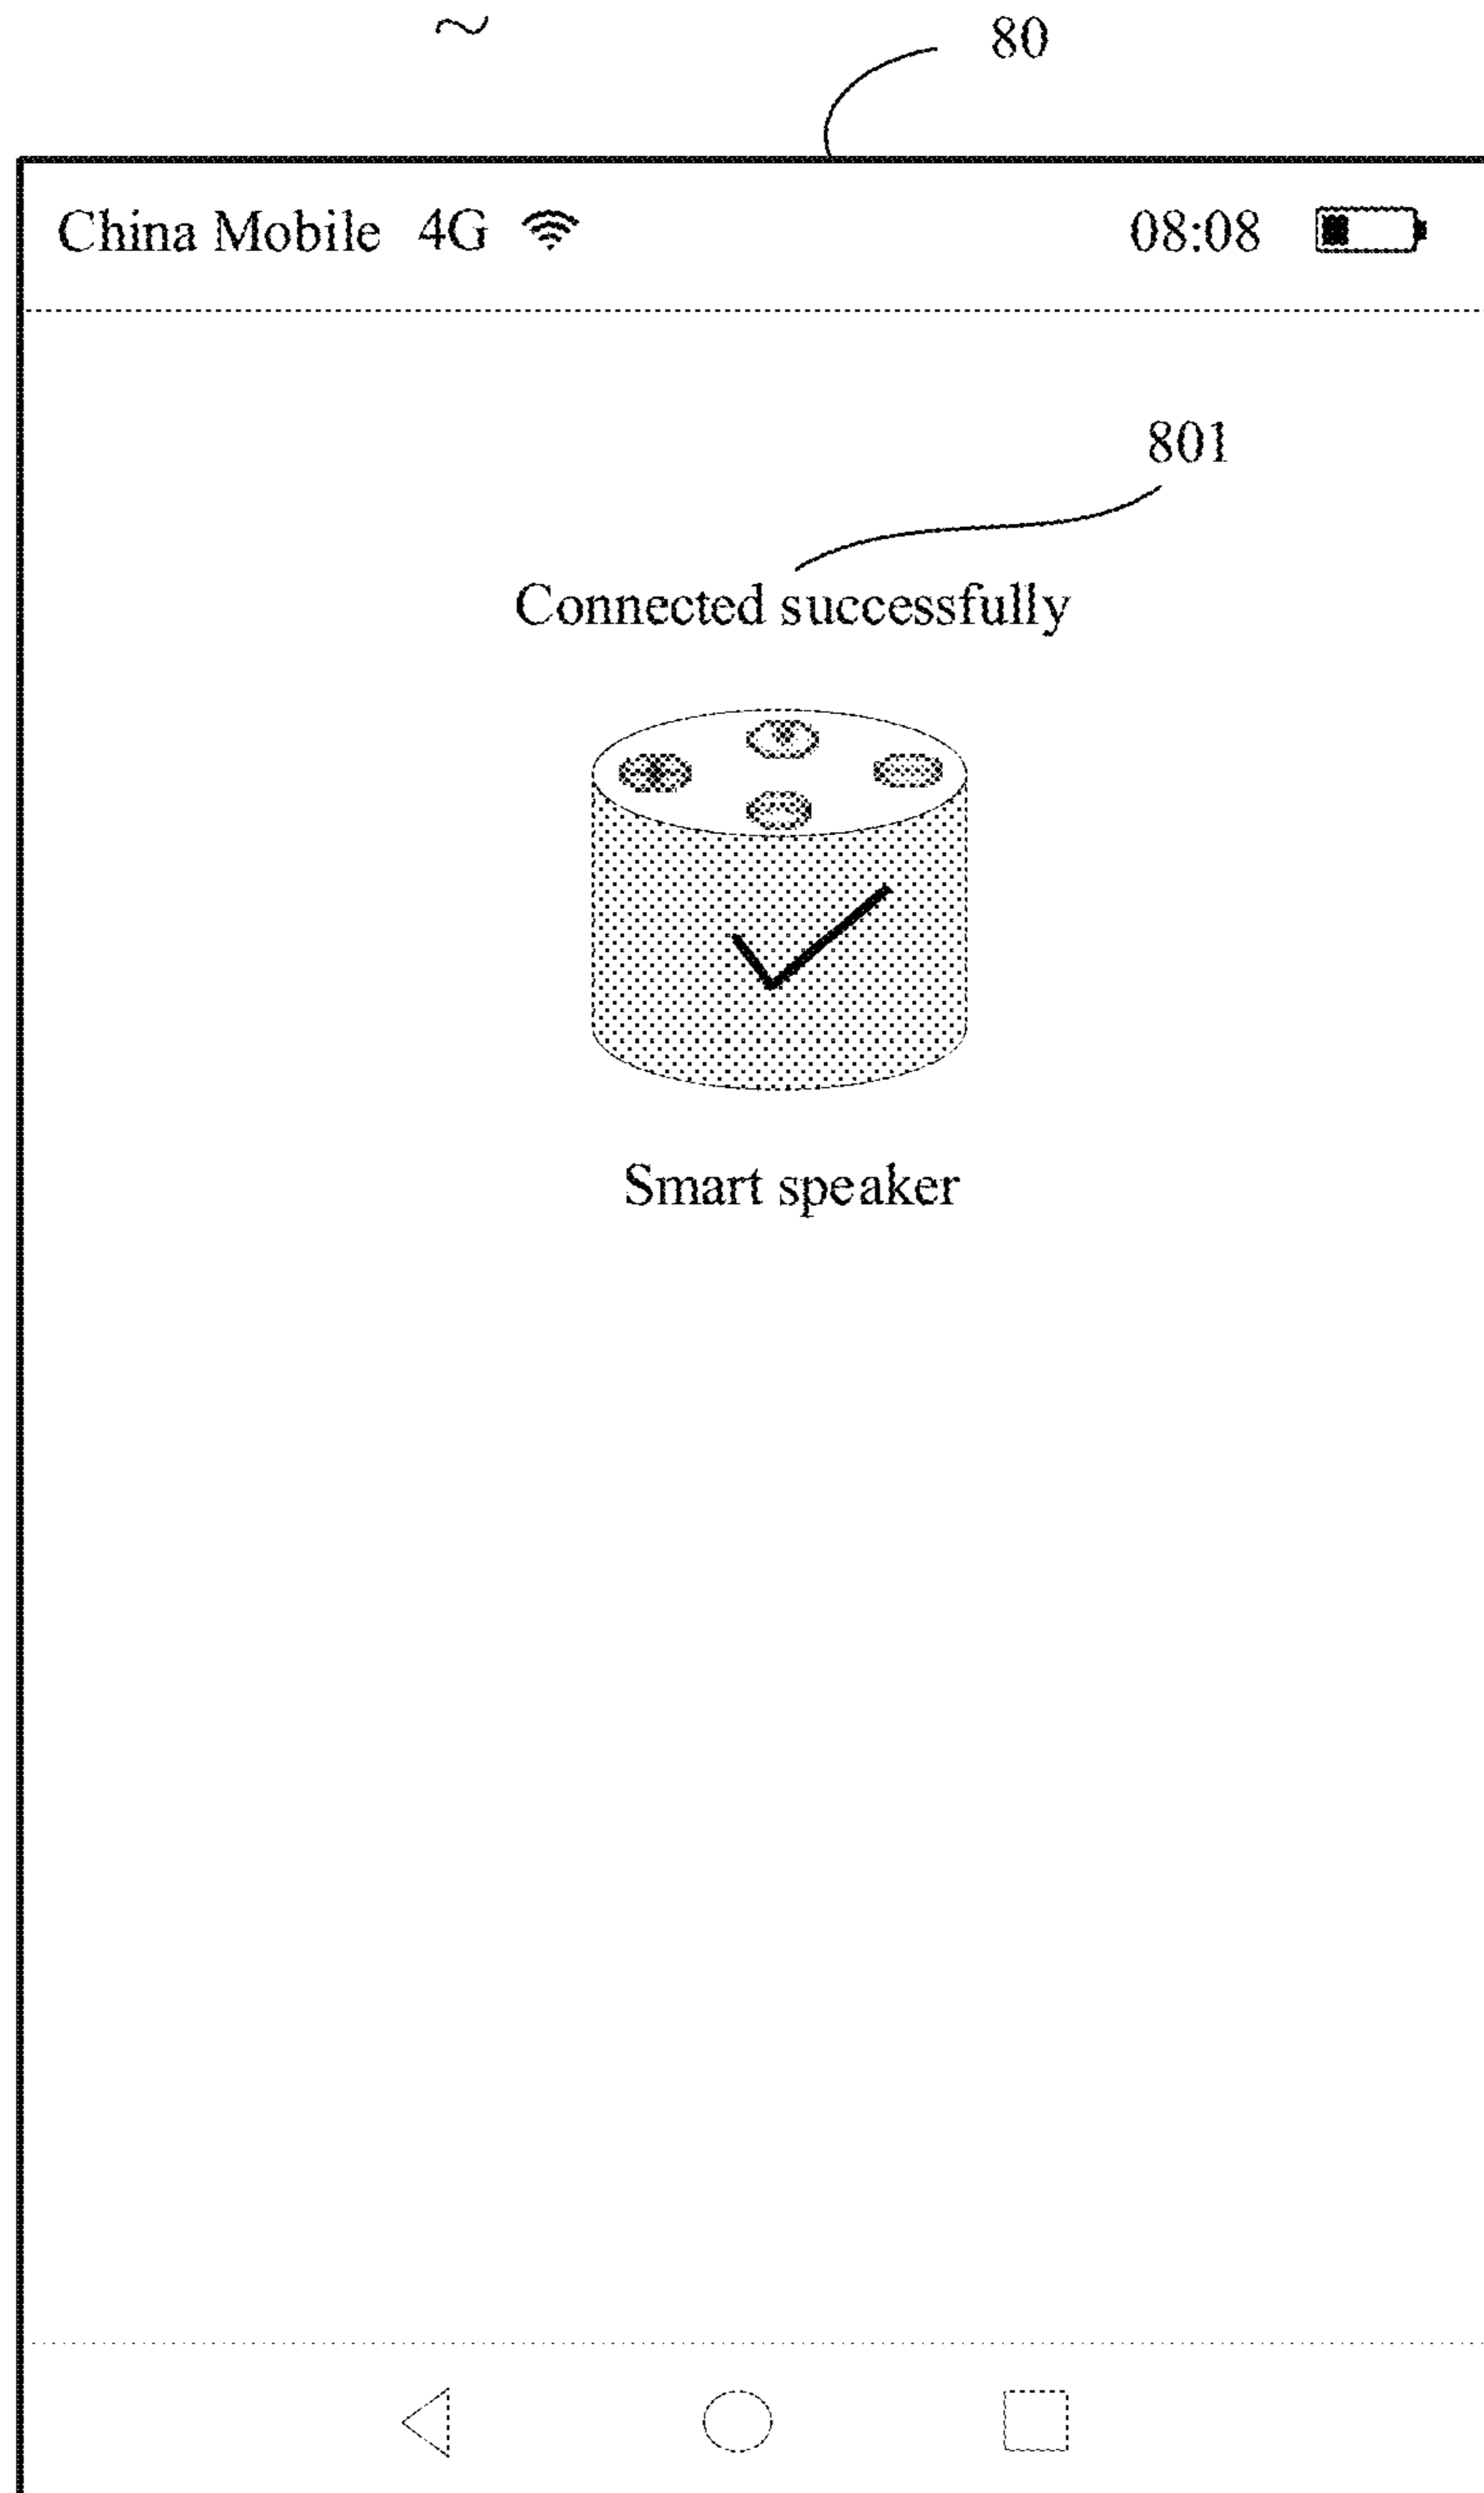 80
China Mobile 4G 08:08
801
Connected successfully
Smart speaker